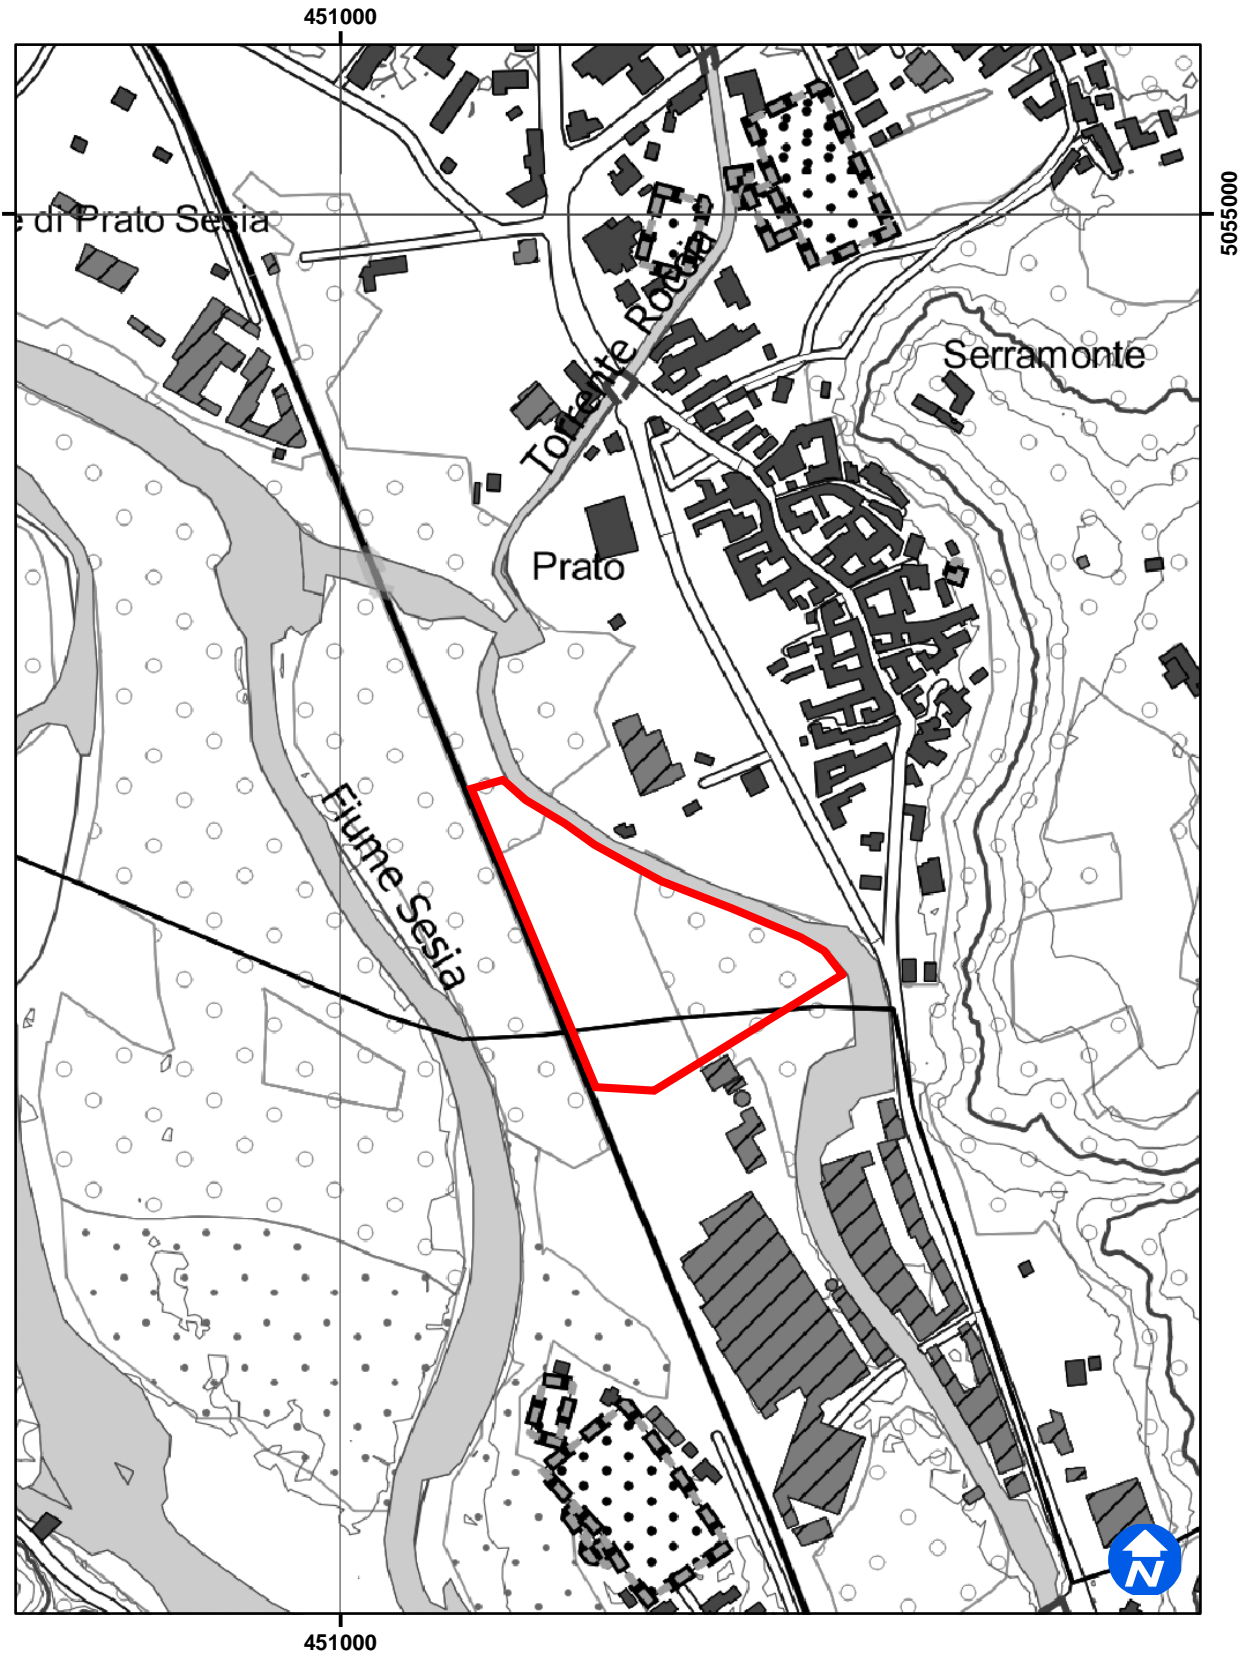 451000
5055000
e di Prato Sesia
Torrente Roccia
Serramonte
Prato
Fiume Sesia
N
451000